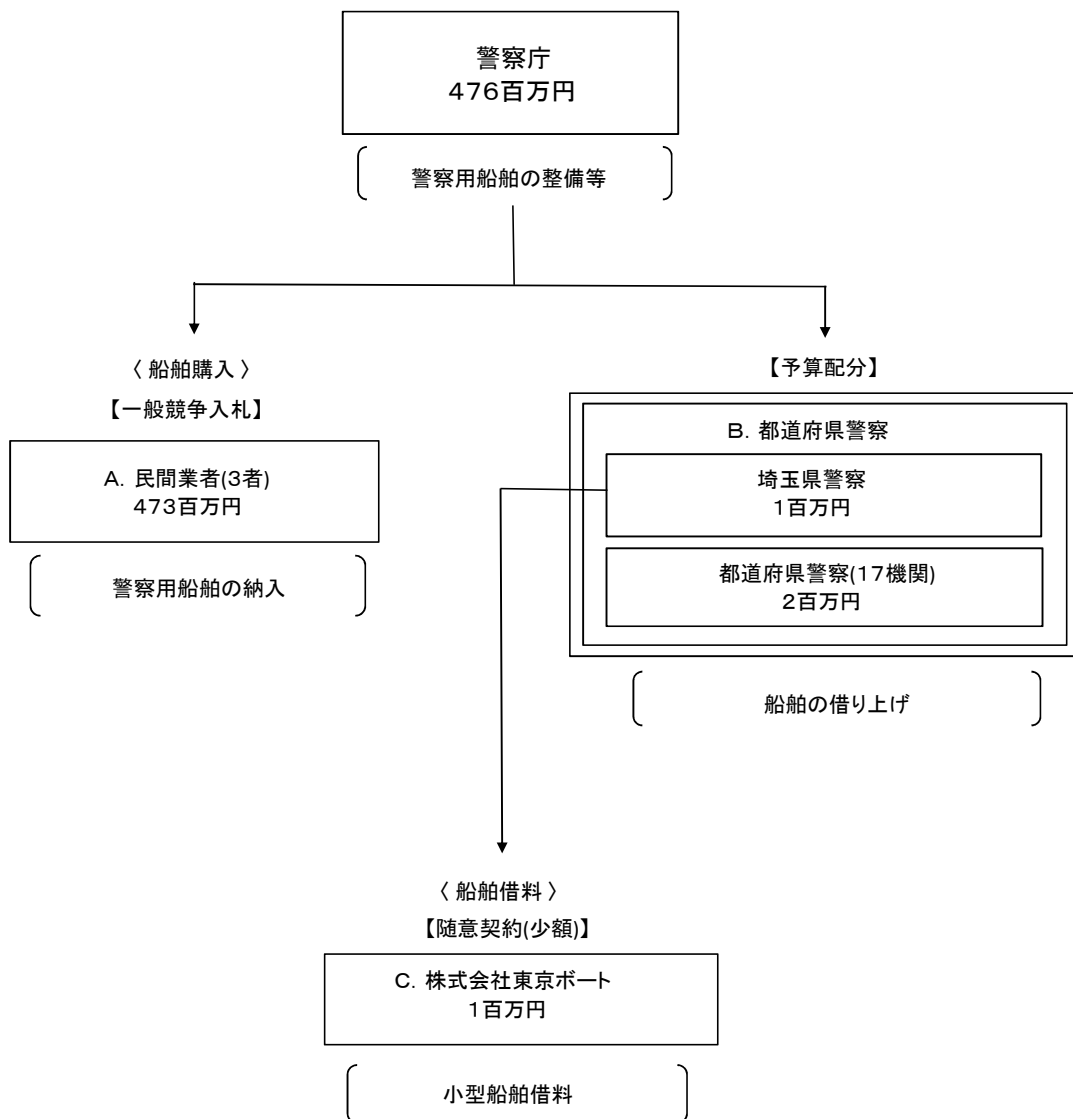 警察庁
476百万円
警察用船舶の整備等
〈 船舶購入 〉
【一般競争入札】
A．民間業者(3者)
473百万円
警察用船舶の納入
【予算配分】
B．都道府県警察
埼玉県警察
1百万円
都道府県警察(17機関)
2百万円
船舶の借り上げ
〈 船舶借料 〉
【随意契約(少額)】
C．株式会社東京ボート
1百万円
小型船舶借料